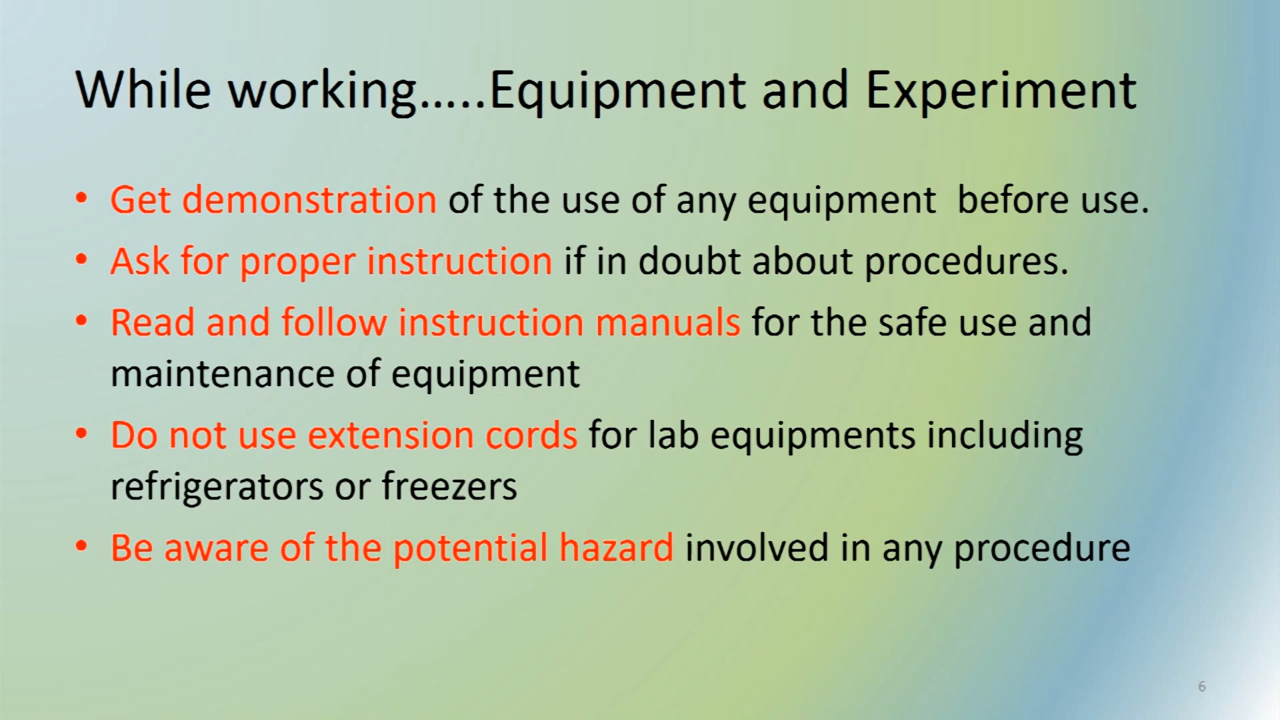 While working.....Equipment and Experiment
• Get demonstration of the use of any equipment  before use.
• Ask for proper instruction if in doubt about procedures.
• Read and follow instruction manuals for the safe use and
maintenance of equipment
• Do not use extension cords for lab equipments including
refrigerators or freezers
• Be aware of the potential hazard involved in any procedure
6